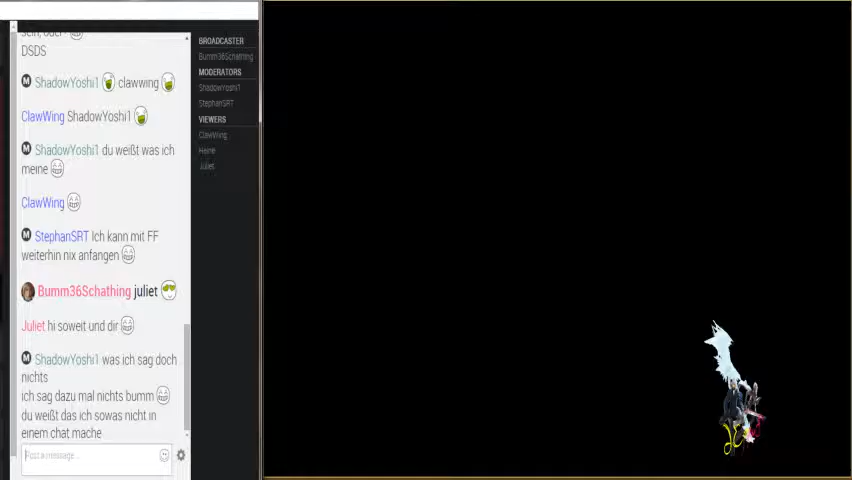 DSDS
ShadowYoshi1 clawwing
ClawWing ShadowYoshi1
ShadowYoshi1 du weißt was ich
meine
ClawWing
StephanSRT Ich kann mit FF
weiterhin nix anfangen
Bumm36Schathing juliet
Juliet hi soweit und dir
ShadowYoshi1 was ich sag doch
nichts
ich sag dazu mal nichts bumm
du weißt das ich sowas nicht in
einem chat mache
Post a message...
BROADCASTER
Bumm36Schathing
MODERATORS
ShadowYoshi1
StephanSRT
VIEWERS
ClawWing
Heine
Juliet